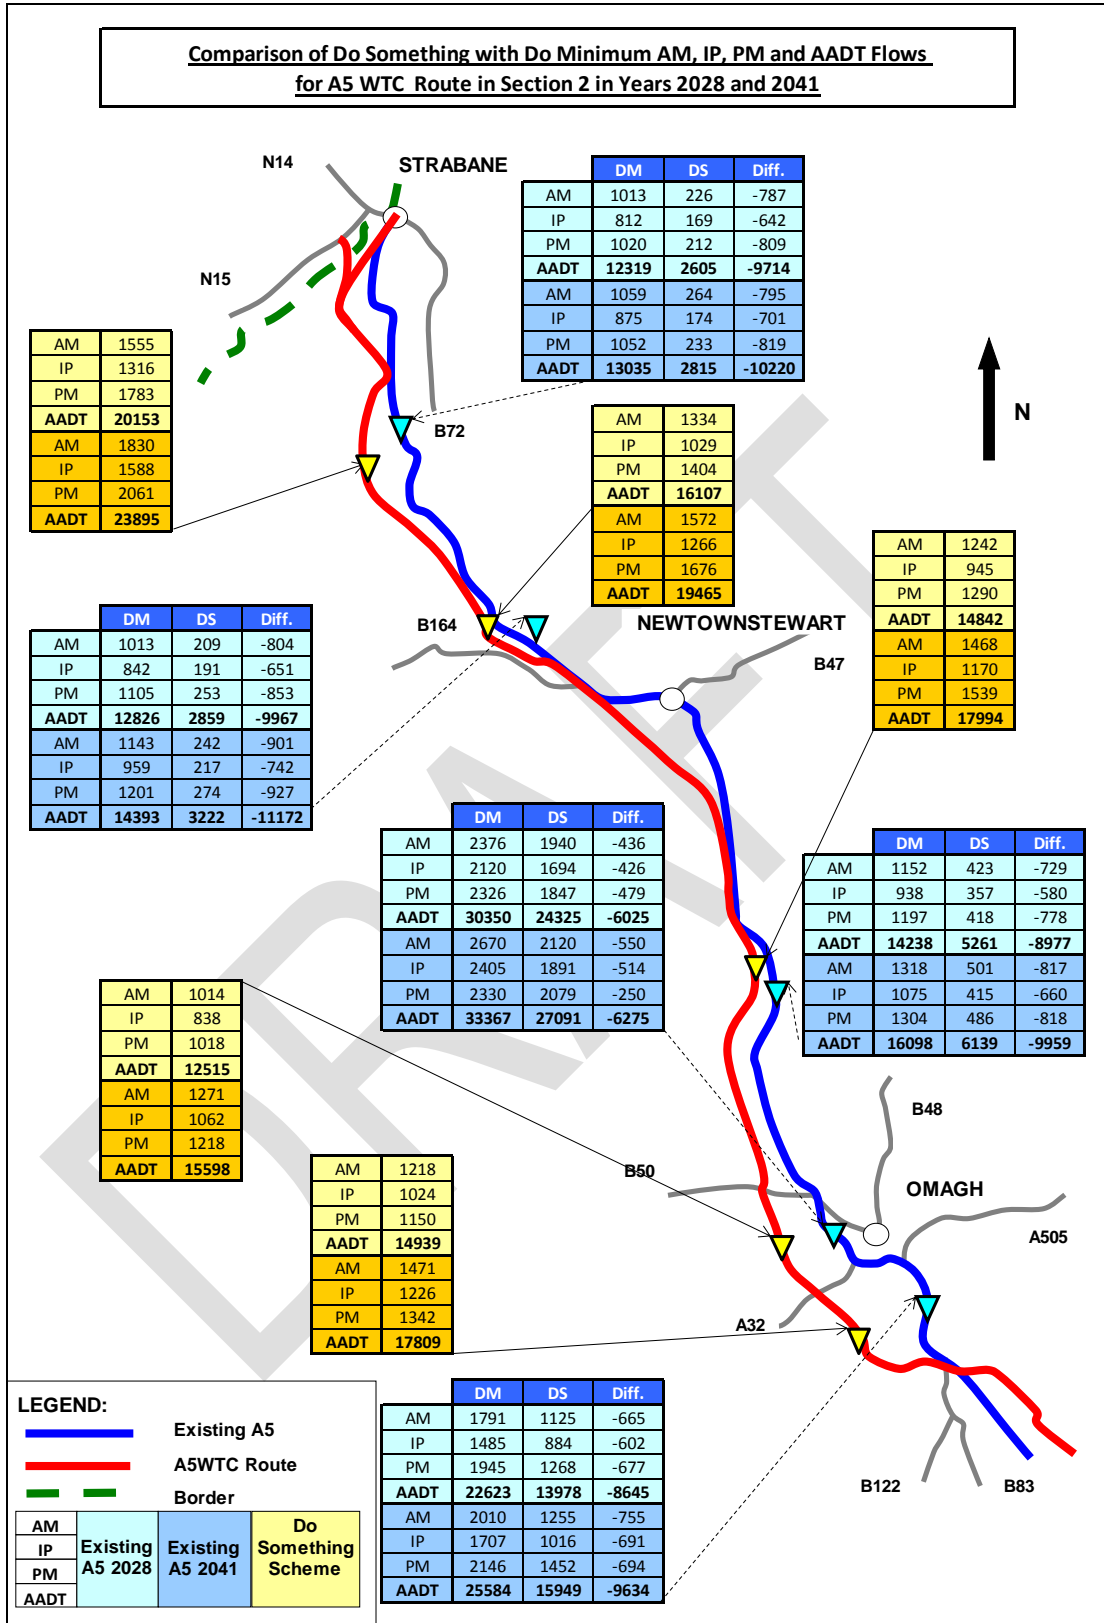 Comparison of Do Something with Do Minimum AM, IP, PM and AADT Flows
for A5 WTC Route in Section 2 in Years 2028 and 2041
N14
STRABANE
N15
DM DS Diff.
AM 1013 226 -787
IP 812 169 -642
PM 1020 212 -809
AADT 12319 2605 -9714
AM 1059 264 -795
IP 875 174 -701
PM 1052 233 -819
AADT 13035 2815 -10220
AM 1555
IP 1316
PM 1783
AADT 20153
AM 1830
IP 1588
PM 2061
AADT 23895
N
B72
AM 1334
IP 1029
PM 1404
AADT 16107
AM 1572
IP 1266
PM 1676
AADT 19465
AM 1242
IP 945
PM 1290
AADT 14842
AM 1468
IP 1170
PM 1539
AADT 17994
B164
NEWTOWNSTEWART
B47
DM DS Diff.
AM 1013 209 -804
IP 842 191 -651
PM 1105 253 -853
AADT 12826 2859 -9967
AM 1143 242 -901
IP 959 217 -742
PM 1201 274 -927
AADT 14393 3222 -11172
DM DS Diff.
AM 2376 1940 -436
IP 2120 1694 -426
PM 2326 1847 -479
AADT 30350 24325 -6025
AM 2670 2120 -550
IP 2405 1891 -514
PM 2330 2079 -250
AADT 33367 27091 -6275
DM DS Diff.
AM 1152 423 -729
IP 938 357 -580
PM 1197 418 -778
AADT 14238 5261 -8977
AM 1318 501 -817
IP 1075 415 -660
PM 1304 486 -818
AADT 16098 6139 -9959
AM 1014
IP 838
PM 1018
AADT 12515
AM 1271
IP 1062
PM 1218
AADT 15598
B48
B50
OMAGH
A505
AM 1218
IP 1024
PM 1150
AADT 14939
AM 1471
IP 1226
PM 1342
AADT 17809
A32
DM DS Diff.
AM 1791 1125 -665
IP 1485 884 -602
PM 1945 1268 -677
AADT 22623 13978 -8645
AM 2010 1255 -755
IP 1707 1016 -691
PM 2146 1452 -694
AADT 25584 15949 -9634
B122
B83
LEGEND:
Existing A5
A5WTC Route
Border
AM
IP
PM
AADT
Existing
A5 2028
Existing
A5 2041
Do
Something
Scheme
DRAFT